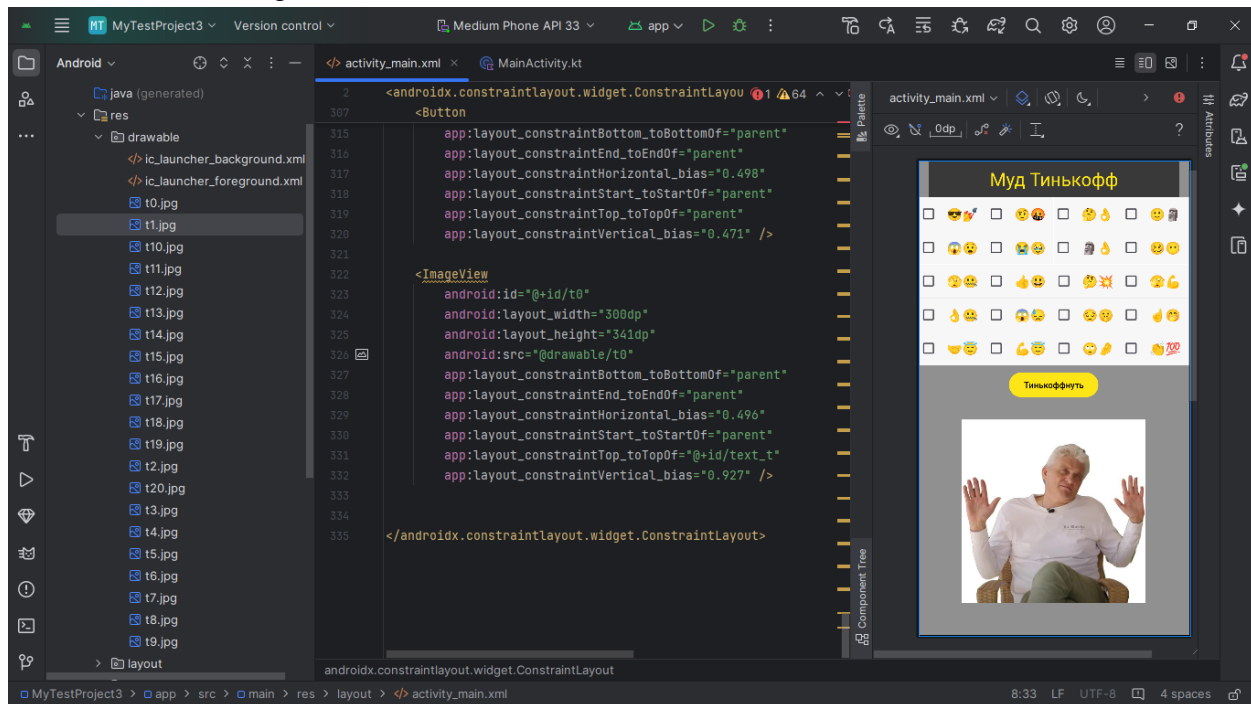 MT MyTestProject3 Version control Medium Phone API 33 app
Android
activity_main.xml
MainActivity.kt
java (generated)
res
drawable
ic_launcher_background.xml
ic_launcher_foreground.xml
t0.jpg
t1.jpg
t10.jpg
t11.jpg
t12.jpg
t13.jpg
t14.jpg
t15.jpg
t16.jpg
t17.jpg
t18.jpg
t19.jpg
t2.jpg
t20.jpg
t3.jpg
t4.jpg
t5.jpg
t6.jpg
t7.jpg
t8.jpg
t9.jpg
layout
1 64
2 <androidx.constraintlayout.widget.ConstraintLayou
307 <Button
315 app:layout_constraintBottom_toBottomOf="parent"
316 app:layout_constraintEnd_toEndOf="parent"
317 app:layout_constraintHorizontal_bias="0.498"
318 app:layout_constraintStart_toStartOf="parent"
319 app:layout_constraintTop_toTopOf="parent"
320 app:layout_constraintVertical_bias="0.471" />
321
322 <ImageView
323 android:id="@+id/t0"
324 android:layout_width="300dp"
325 android:layout_height="341dp"
326 android:src="@drawable/t0"
327 app:layout_constraintBottom_toBottomOf="parent"
328 app:layout_constraintEnd_toEndOf="parent"
329 app:layout_constraintHorizontal_bias="0.496"
330 app:layout_constraintStart_toStartOf="parent"
331 app:layout_constraintTop_toTopOf="@+id/text_t"
332 app:layout_constraintVertical_bias="0.927" />
333
334
335 </androidx.constraintlayout.widget.ConstraintLayout>
androidx.constraintlayout.widget.ConstraintLayout
Palette
Component Tree
activity_main.xml
0dp
?
Attributes
Муд Тинькофф
Тинькоффнуть
MyTestProject3 > app > src > main > res > layout > activity_main.xml
8:33 LF UTF-8 4 spaces